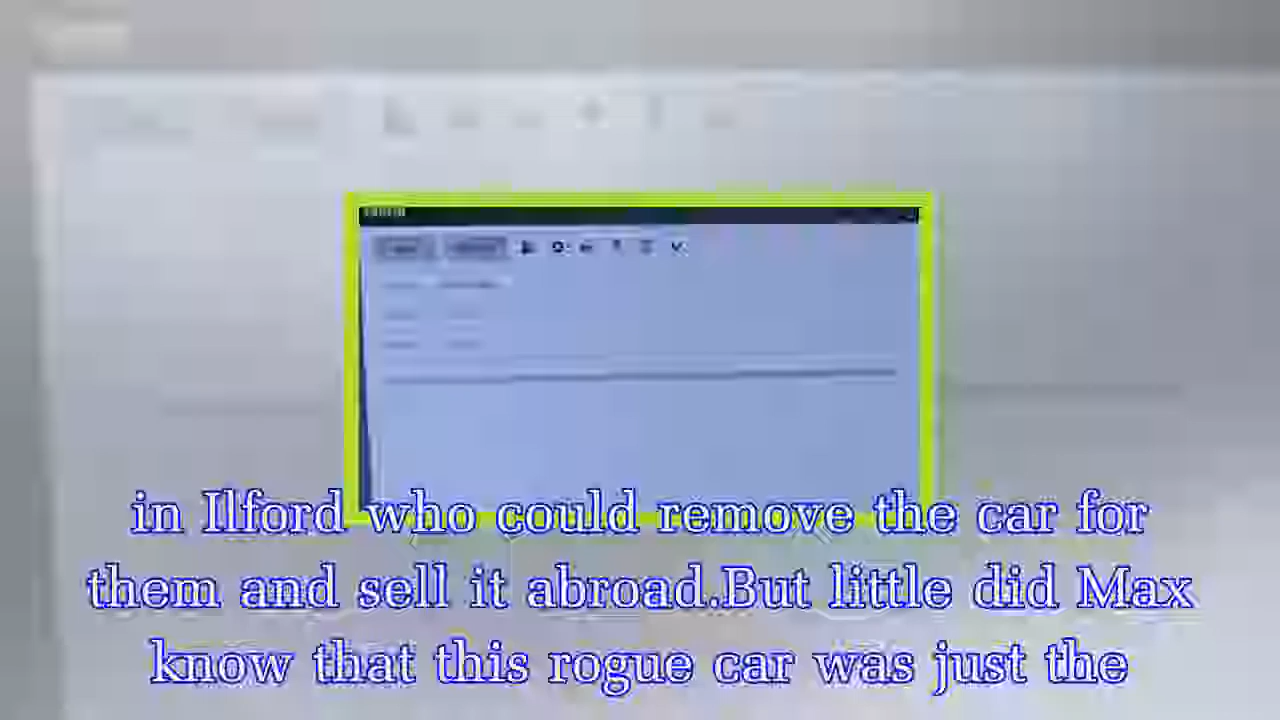 in Ilford who could remove the car for
them and sell it abroad.But little did Max
know that this rogue car was just the